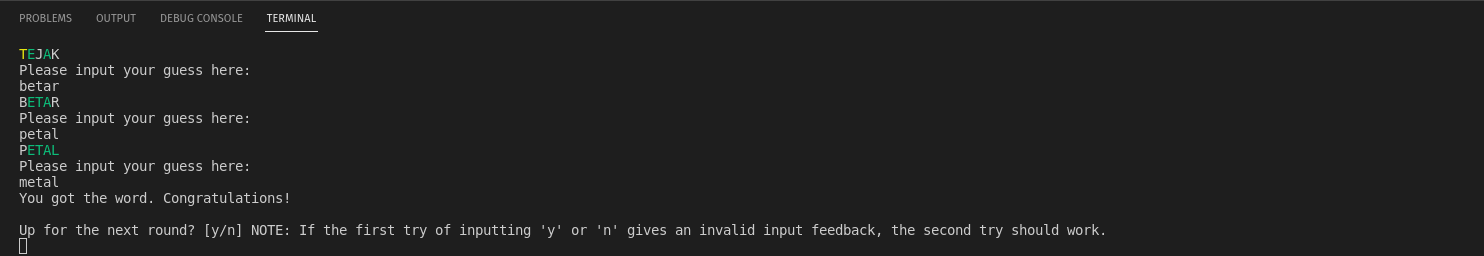 PROBLEMS OUTPUT DEBUG CONSOLE TERMINAL
TEJAK
Please input your guess here:
betar
BETAR
Please input your guess here:
petal
PETAL
Please input your guess here:
metal
You got the word. Congratulations!
Up for the next round? [y/n] NOTE: If the first try of inputting 'y' or 'n' gives an invalid input feedback, the second try should work.